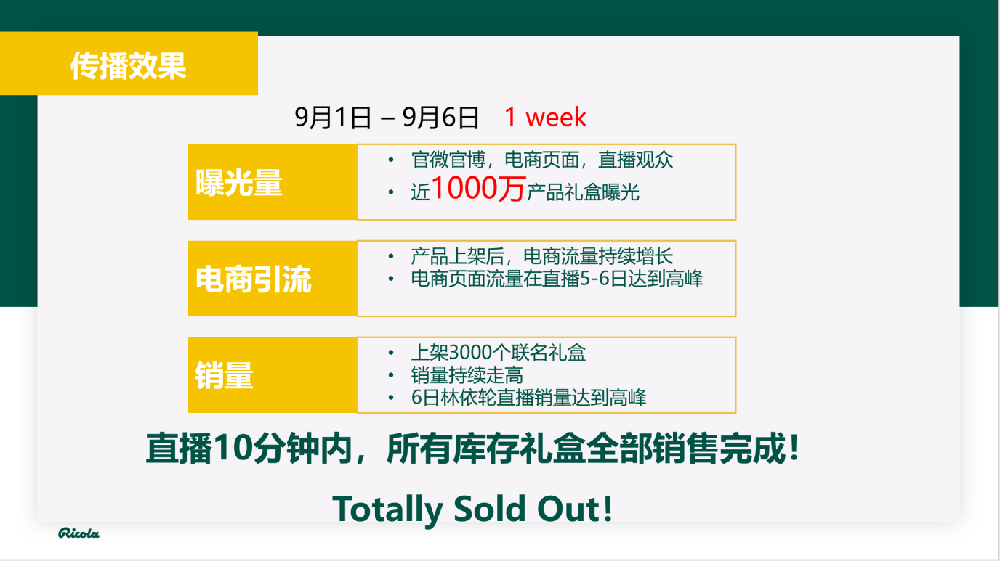 传播效果
9月1日 – 9月6日 1 week
曝光量
• 官微官博，电商页面，直播观众
• 近1000万产品礼盒曝光
电商引流
• 产品上架后，电商流量持续增长
• 电商页面流量在直播5-6日达到高峰
销量
• 上架3000个联名礼盒
• 销量持续走高
• 6日林依轮直播销量达到高峰
直播10分钟内，所有库存礼盒全部销售完成！
Totally Sold Out！
Ricola